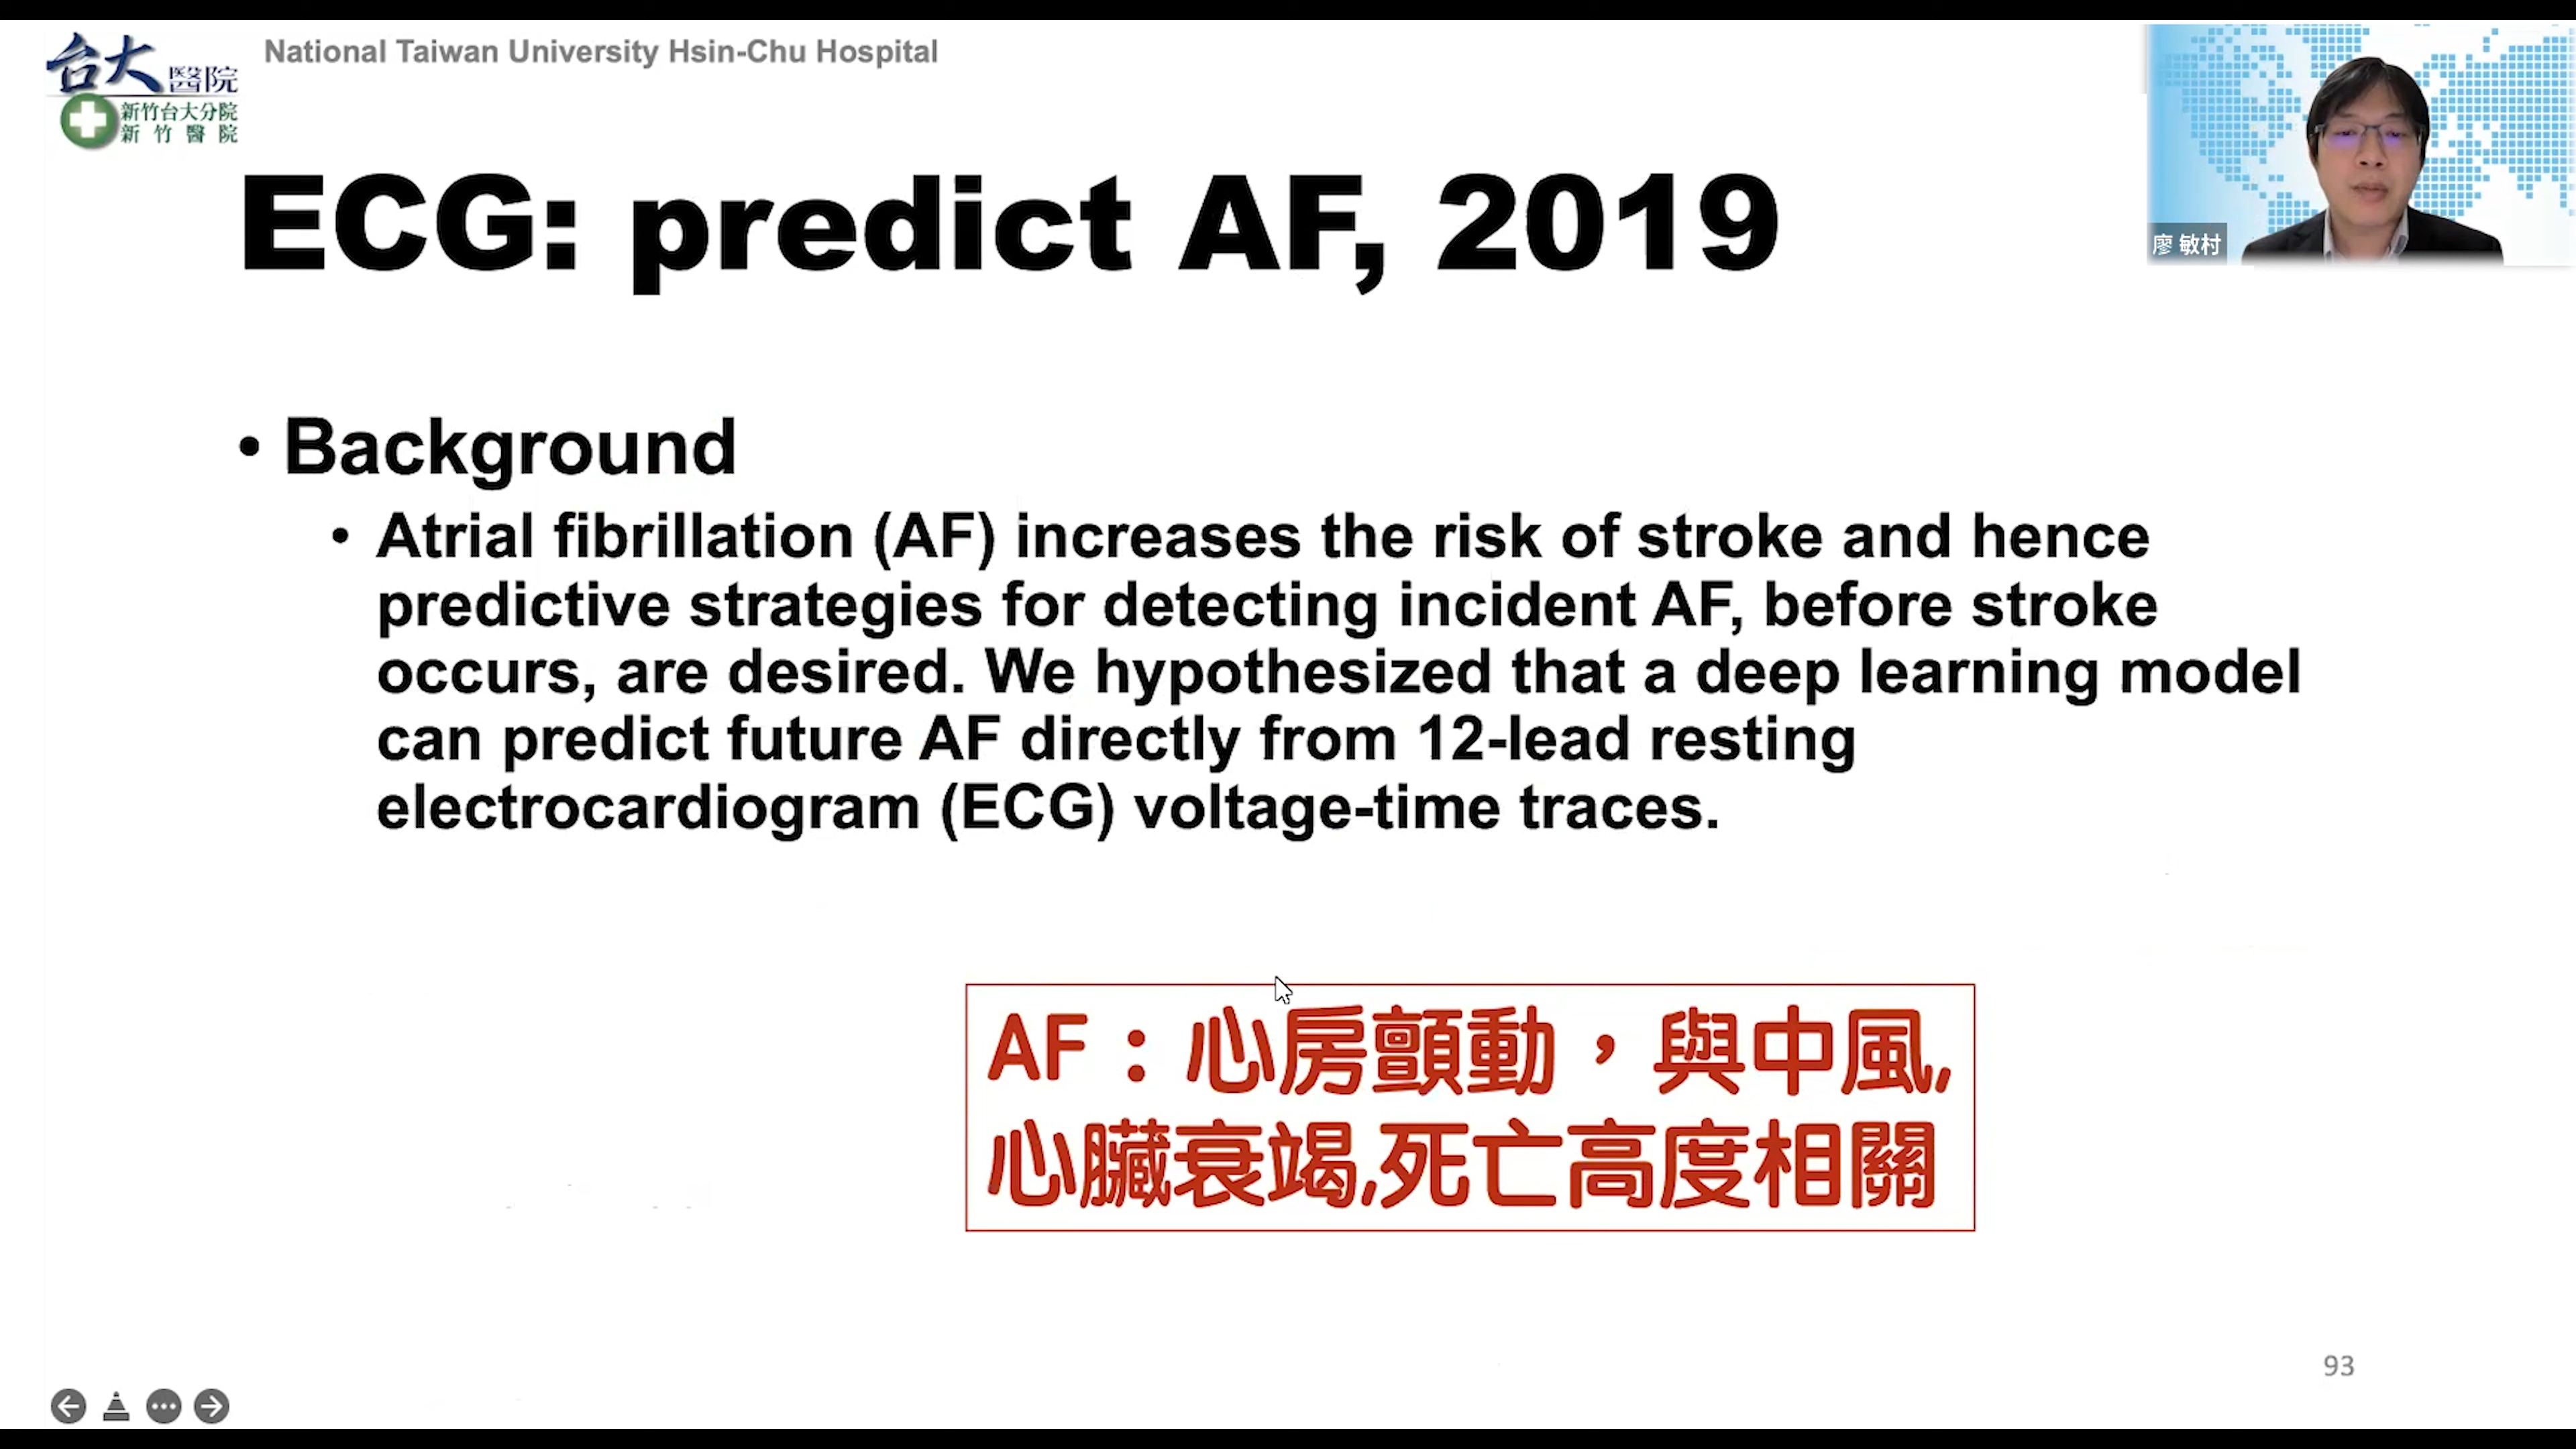 台大醫院
新竹台大分院
新竹醫院
National Taiwan University Hsin-Chu Hospital
廖 敏村
ECG: predict AF, 2019
• Background
• Atrial fibrillation (AF) increases the risk of stroke and hence
predictive strategies for detecting incident AF, before stroke
occurs, are desired. We hypothesized that a deep learning model
can predict future AF directly from 12-lead resting
electrocardiogram (ECG) voltage-time traces.
AF：心房顫動，與中風,
心臟衰竭,死亡高度相關
93